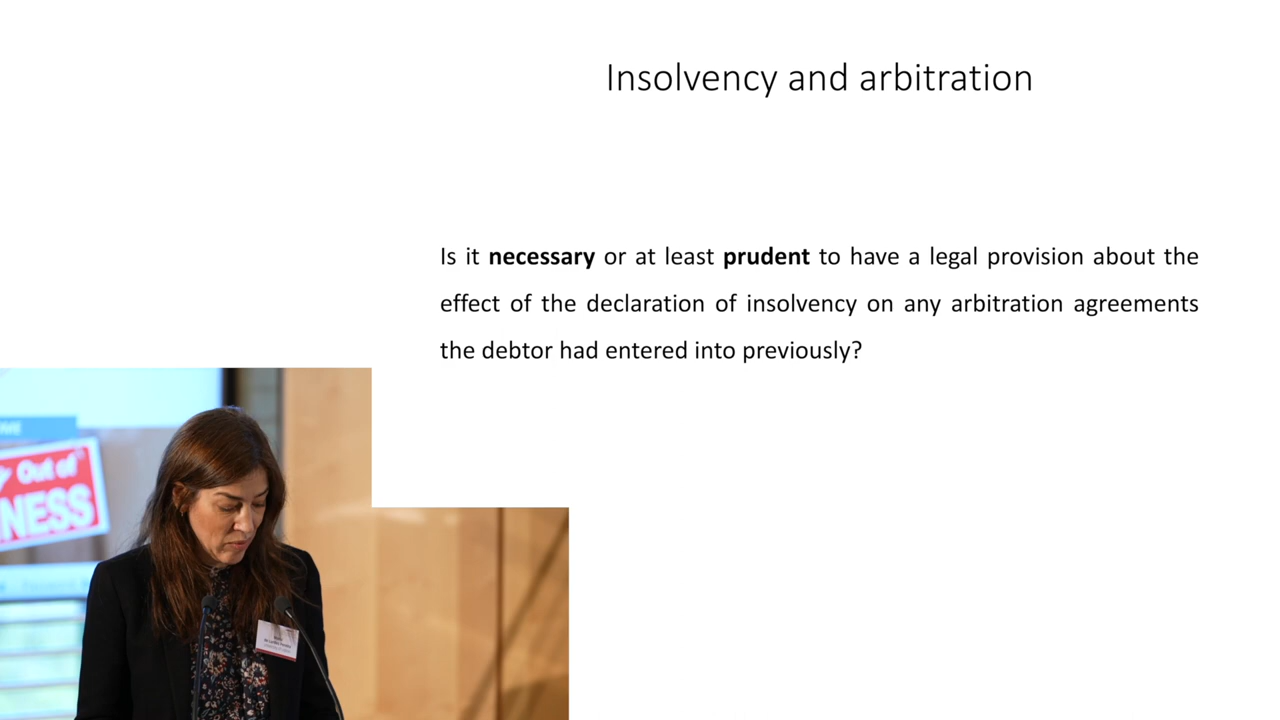 Insolvency and arbitration
Is it necessary or at least prudent to have a legal provision about the
effect of the declaration of insolvency on any arbitration agreements
the debtor had entered into previously?
Out of
NESS